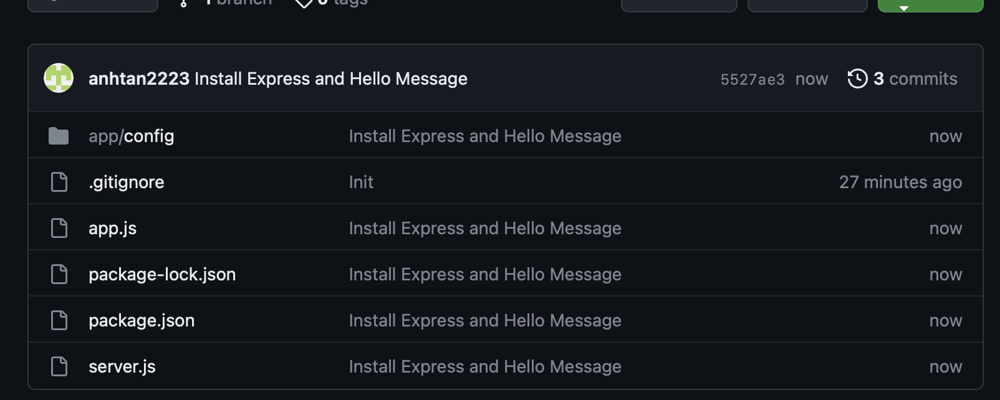 1 branch 0 tags
anhtan2223 Install Express and Hello Message 5527ae3 now 3 commits
app/config Install Express and Hello Message now
.gitignore Init 27 minutes ago
app.js Install Express and Hello Message now
package-lock.json Install Express and Hello Message now
package.json Install Express and Hello Message now
server.js Install Express and Hello Message now